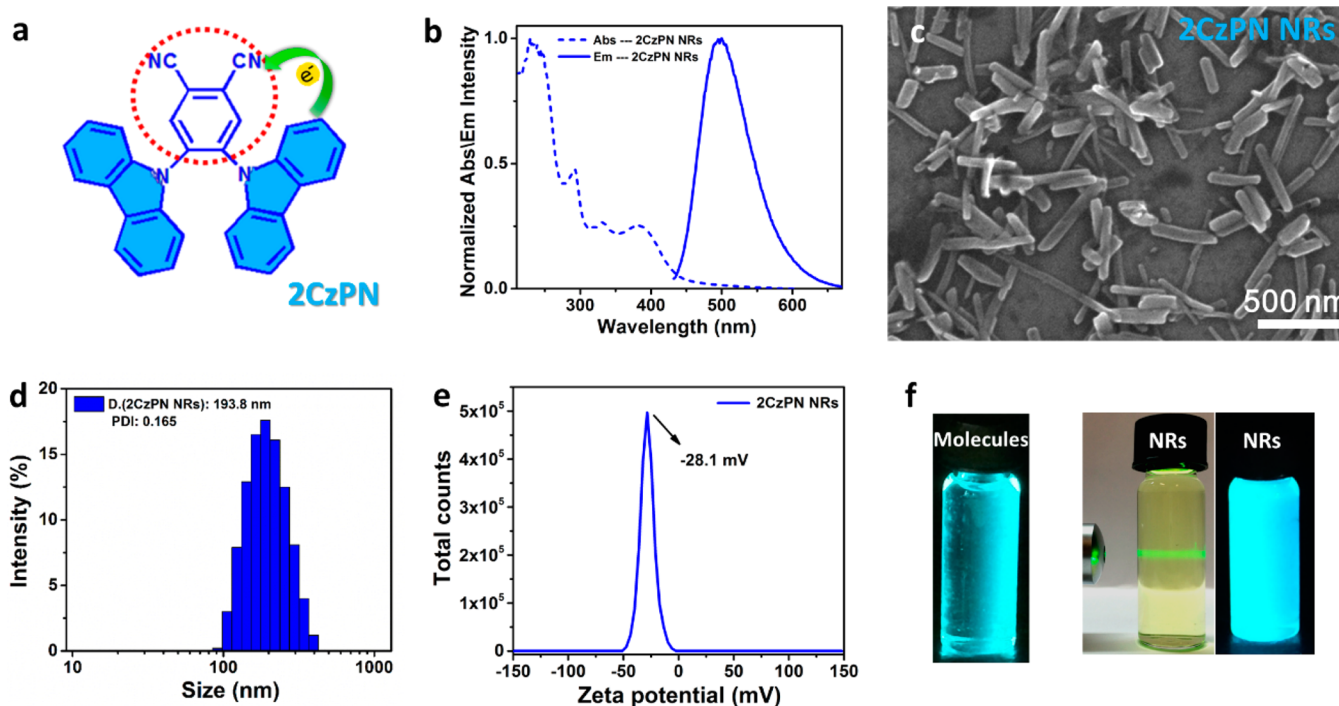 a
NC
CN
e⁻
N
N
2CzPN
b
Normalized Abs\Em Intensity
1.0
0.5
0.0
Abs --- 2CzPN NRs
Em --- 2CzPN NRs
300
400
500
600
Wavelength (nm)
c
2CzPN NRs
500 nm
d
Intensity (%)
20
15
10
5
0
D.(2CzPN NRs): 193.8 nm
PDI: 0.165
10
100
1000
Size (nm)
e
Total counts
5x10⁵
4x10⁵
3x10⁵
2x10⁵
1x10⁵
0
2CzPN NRs
-28.1 mV
-150
-100
-50
0
50
100
150
Zeta potential (mV)
f
Molecules
NRs
NRs